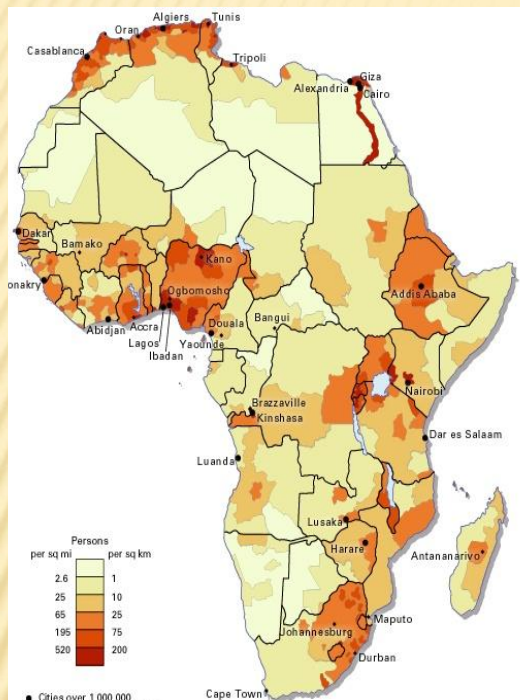 Algiers
Tunis
Oran
Casablanca
Tripoli
Giza
Alexandria
Cairo
Dakar
Bamako
Kano
onakry
Ogbomosho
Addis Ababa
Abidjan
Accra
Lagos
Ibadan
Douala
Yaounde
Bangui
Nairobi
Brazzaville
Kinshasa
Dar es Salaam
Luanda
Lusaka
Harare
Antananarivo
Maputo
Johannesburg
Durban
Cape Town
Persons
per sq mi per sq km
2.6 1
25 10
65 25
195 75
520 200
Cities over 1,000,000